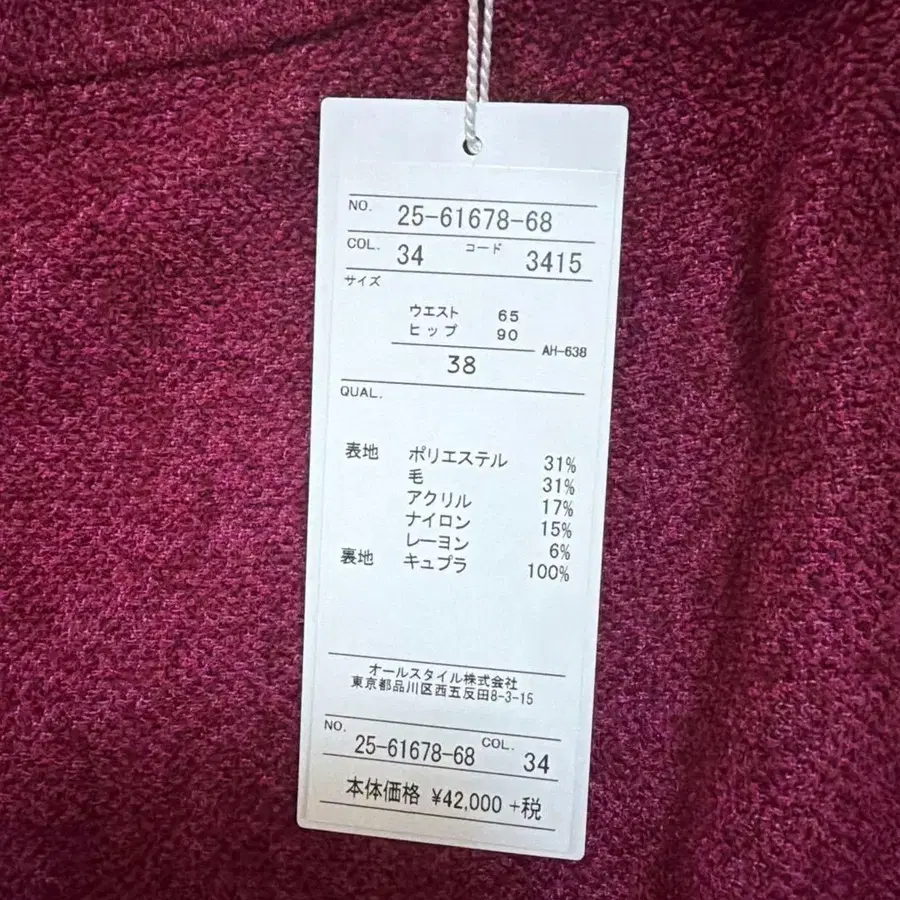 NO. 25-61678-68
COL. 34 コード 3415
サイズ
ウエスト 65
ヒップ 90
AH-638
38
QUAL.
表地 ポリエステル 31%
毛 31%
アクリル 17%
ナイロン 15%
レーヨン 6%
裏地 キュプラ 100%
オールスタイル株式会社
東京都品川区西五反田8-3-15
NO. 25-61678-68 COL. 34
本体価格 ¥42,000 +税